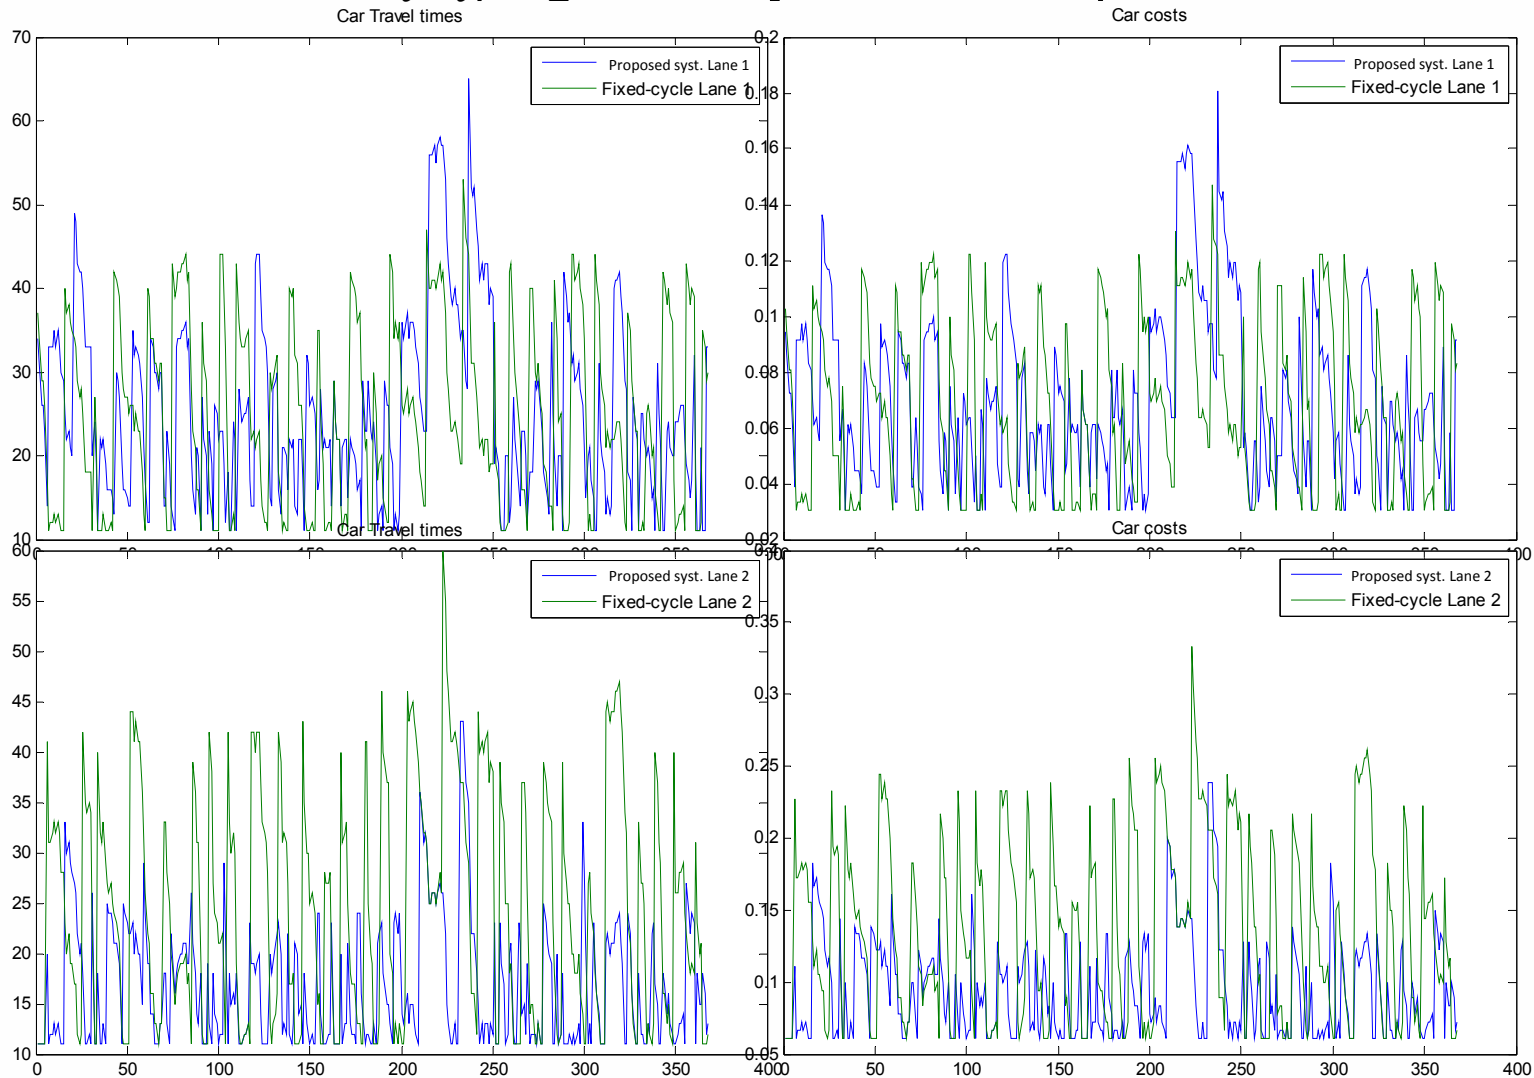 Car Travel times
Car costs
70
60
50
40
30
20
10
Proposed syst. Lane 1
Fixed-cycle Lane 1
0.2
0.18
0.16
0.14
0.12
0.1
0.08
0.06
0.04
0.02
Proposed syst. Lane 1
Fixed-cycle Lane 1
Car Travel times
Car costs
60
55
50
45
40
35
30
25
20
15
10
0 50 100 150 200 250 300 350 400
Proposed syst. Lane 2
Fixed-cycle Lane 2
0.35
0.3
0.25
0.2
0.15
0.1
0.05
0 50 100 150 200 250 300 350 400
Proposed syst. Lane 2
Fixed-cycle Lane 2